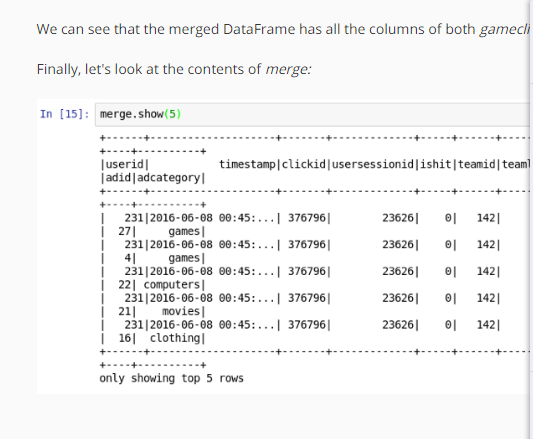 We can see that the merged DataFrame has all the columns of both gamecli
Finally, let's look at the contents of merge:
In [15]: merge.show(5)
+------+--------------------+-------+-------------+-----+------+----
+----+----------+
|userid|           timestamp|clickid|usersessionid|ishit|teamid|team
|adid|adcategory|
+------+--------------------+-------+-------------+-----+------+----
+----+----------+
|   231|2016-06-08 00:45:...| 376796|        23626|    0|   142|
|  27|     games|
|   231|2016-06-08 00:45:...| 376796|        23626|    0|   142|
|   4|     games|
|   231|2016-06-08 00:45:...| 376796|        23626|    0|   142|
|  22| computers|
|   231|2016-06-08 00:45:...| 376796|        23626|    0|   142|
|  21|    movies|
|   231|2016-06-08 00:45:...| 376796|        23626|    0|   142|
|  16|  clothing|
+------+--------------------+-------+-------------+-----+------+----
+----+----------+
only showing top 5 rows